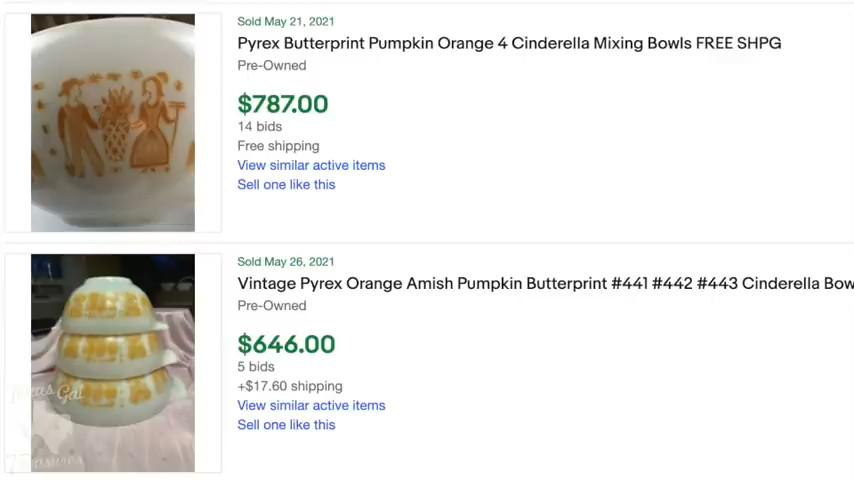 Sold May 21, 2021
Pyrex Butterprint Pumpkin Orange 4 Cinderella Mixing Bowls FREE SHPG
Pre-Owned
$787.00
14 bids
Free shipping
View similar active items
Sell one like this
Sold May 26, 2021
Vintage Pyrex Orange Amish Pumpkin Butterprint #441 #442 #443 Cinderella Bow
Pre-Owned
$646.00
5 bids
+$17.60 shipping
View similar active items
Sell one like this
Texas Gal
Treasures